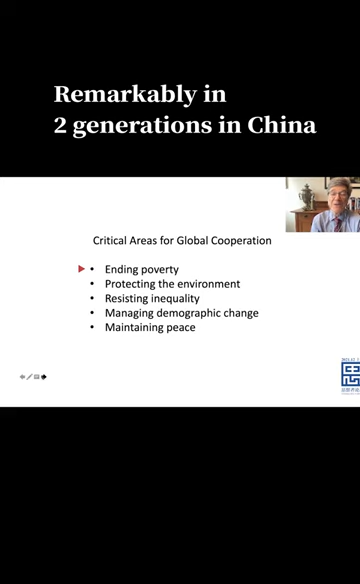 Remarkably in
2 generations in China
Critical Areas for Global Cooperation
• Ending poverty
• Protecting the environment
• Resisting inequality
• Managing demographic change
• Maintaining peace